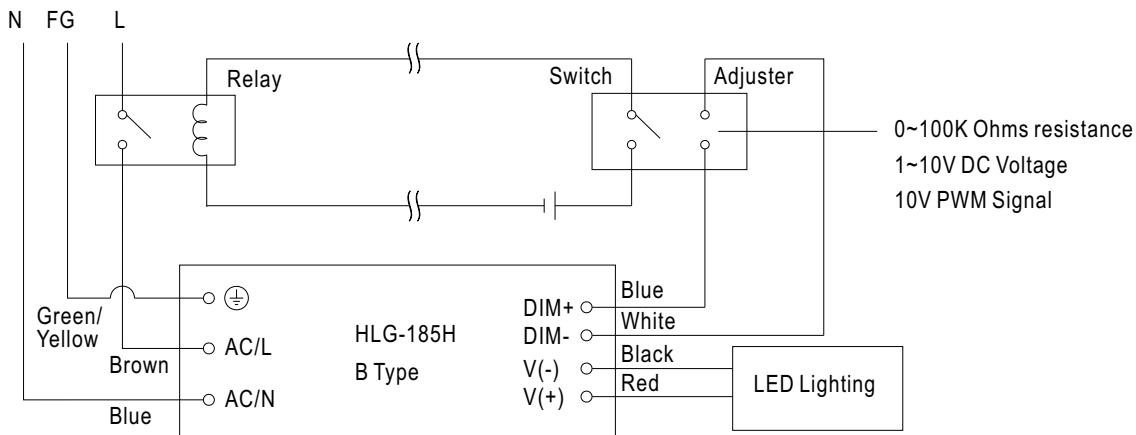 N FG L
Relay
Switch
Adjuster
0~100K Ohms resistance
1~10V DC Voltage
10V PWM Signal
Green/
Yellow
Brown
Blue
AC/L
AC/N
HLG-185H
B Type
DIM+
DIM-
V(-)
V(+)
Blue
White
Black
Red
LED Lighting